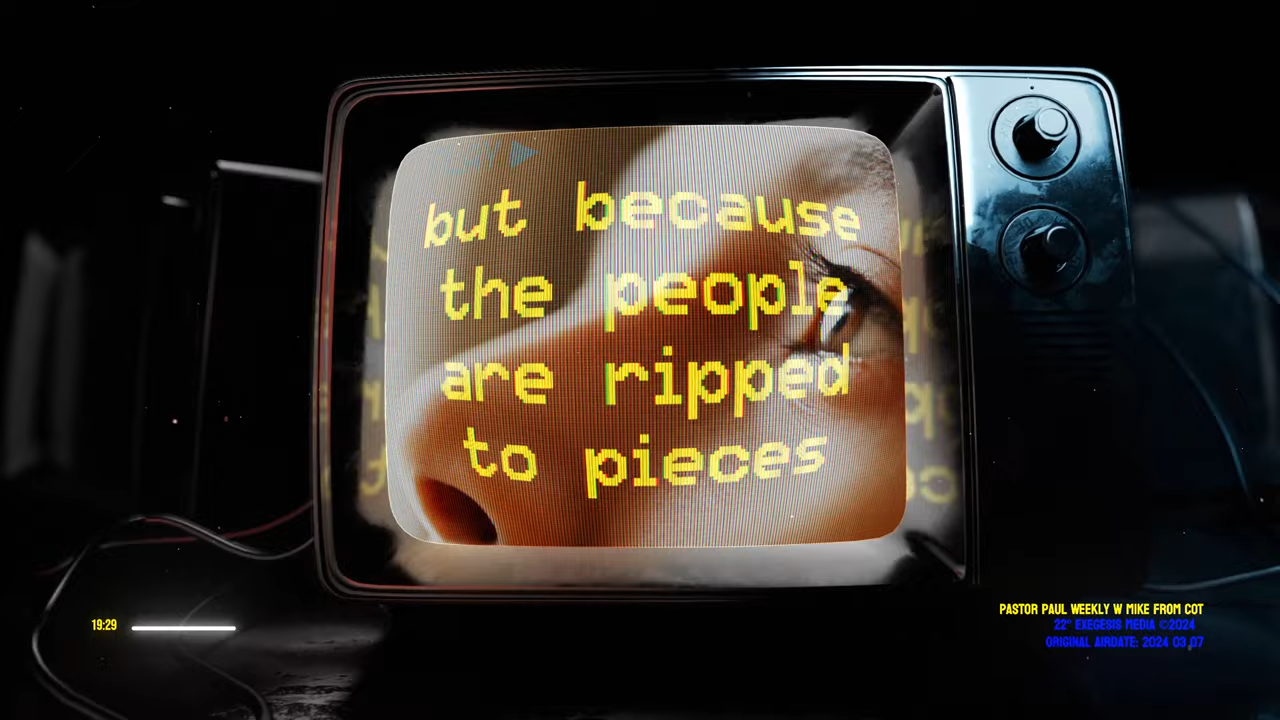 but because
the people
are ripped
to pieces
19:29
PASTOR PAUL WEEKLY W MIKE FROM COT
22° EXEGESIS MEDIA ©2024
ORIGINAL AIRDATE: 2024 03,07